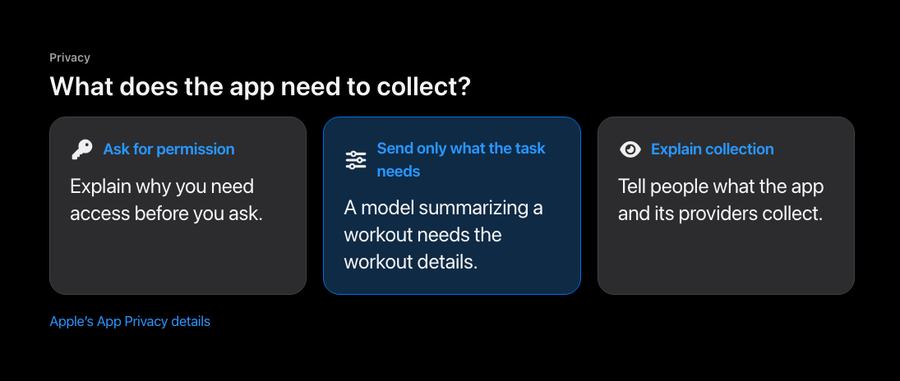 Privacy
What does the app need to collect?
Ask for permission
Explain why you need
access before you ask.
Send only what the task
needs
A model summarizing a
workout needs the
workout details.
Explain collection
Tell people what the app
and its providers collect.
Apple’s App Privacy details